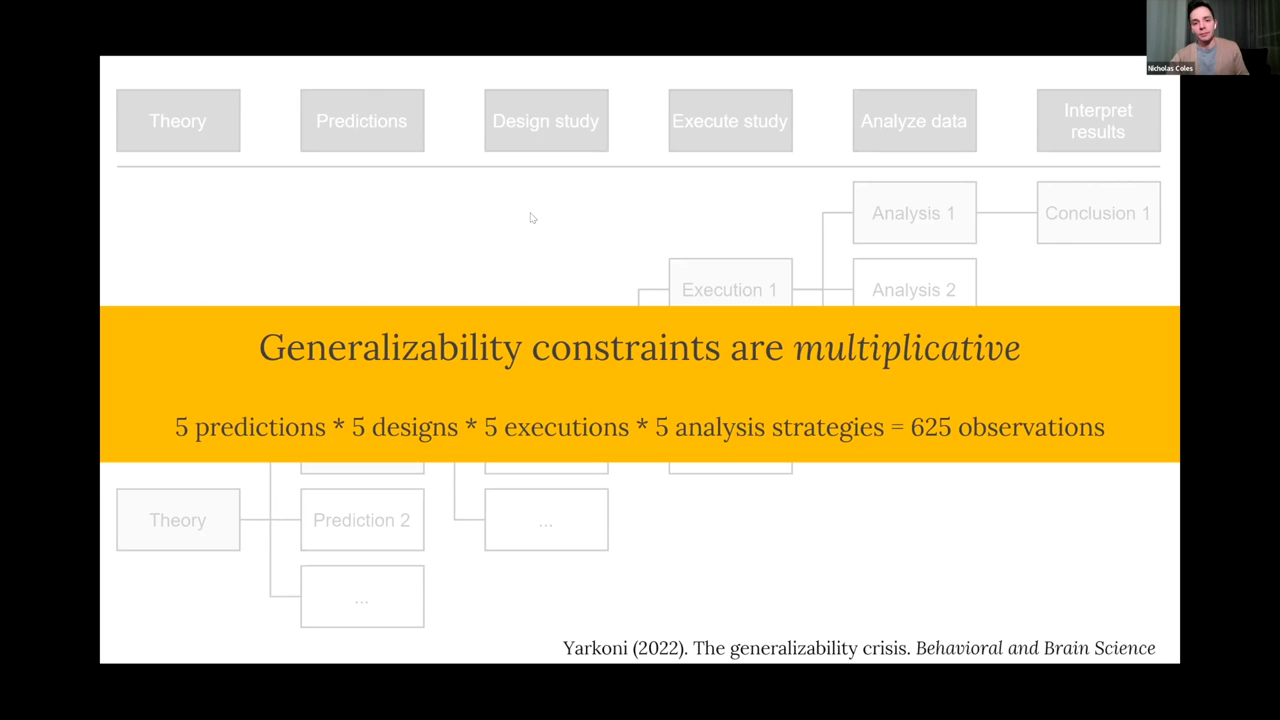 Nicholas Coles
Theory
Predictions
Design study
Execute study
Analyze data
Interpret
results
Analysis 1
Conclusion 1
Execution 1
Analysis 2
Generalizability constraints are multiplicative
5 predictions * 5 designs * 5 executions * 5 analysis strategies = 625 observations
Theory
Prediction 2
...
...
Yarkoni (2022). The generalizability crisis. Behavioral and Brain Science